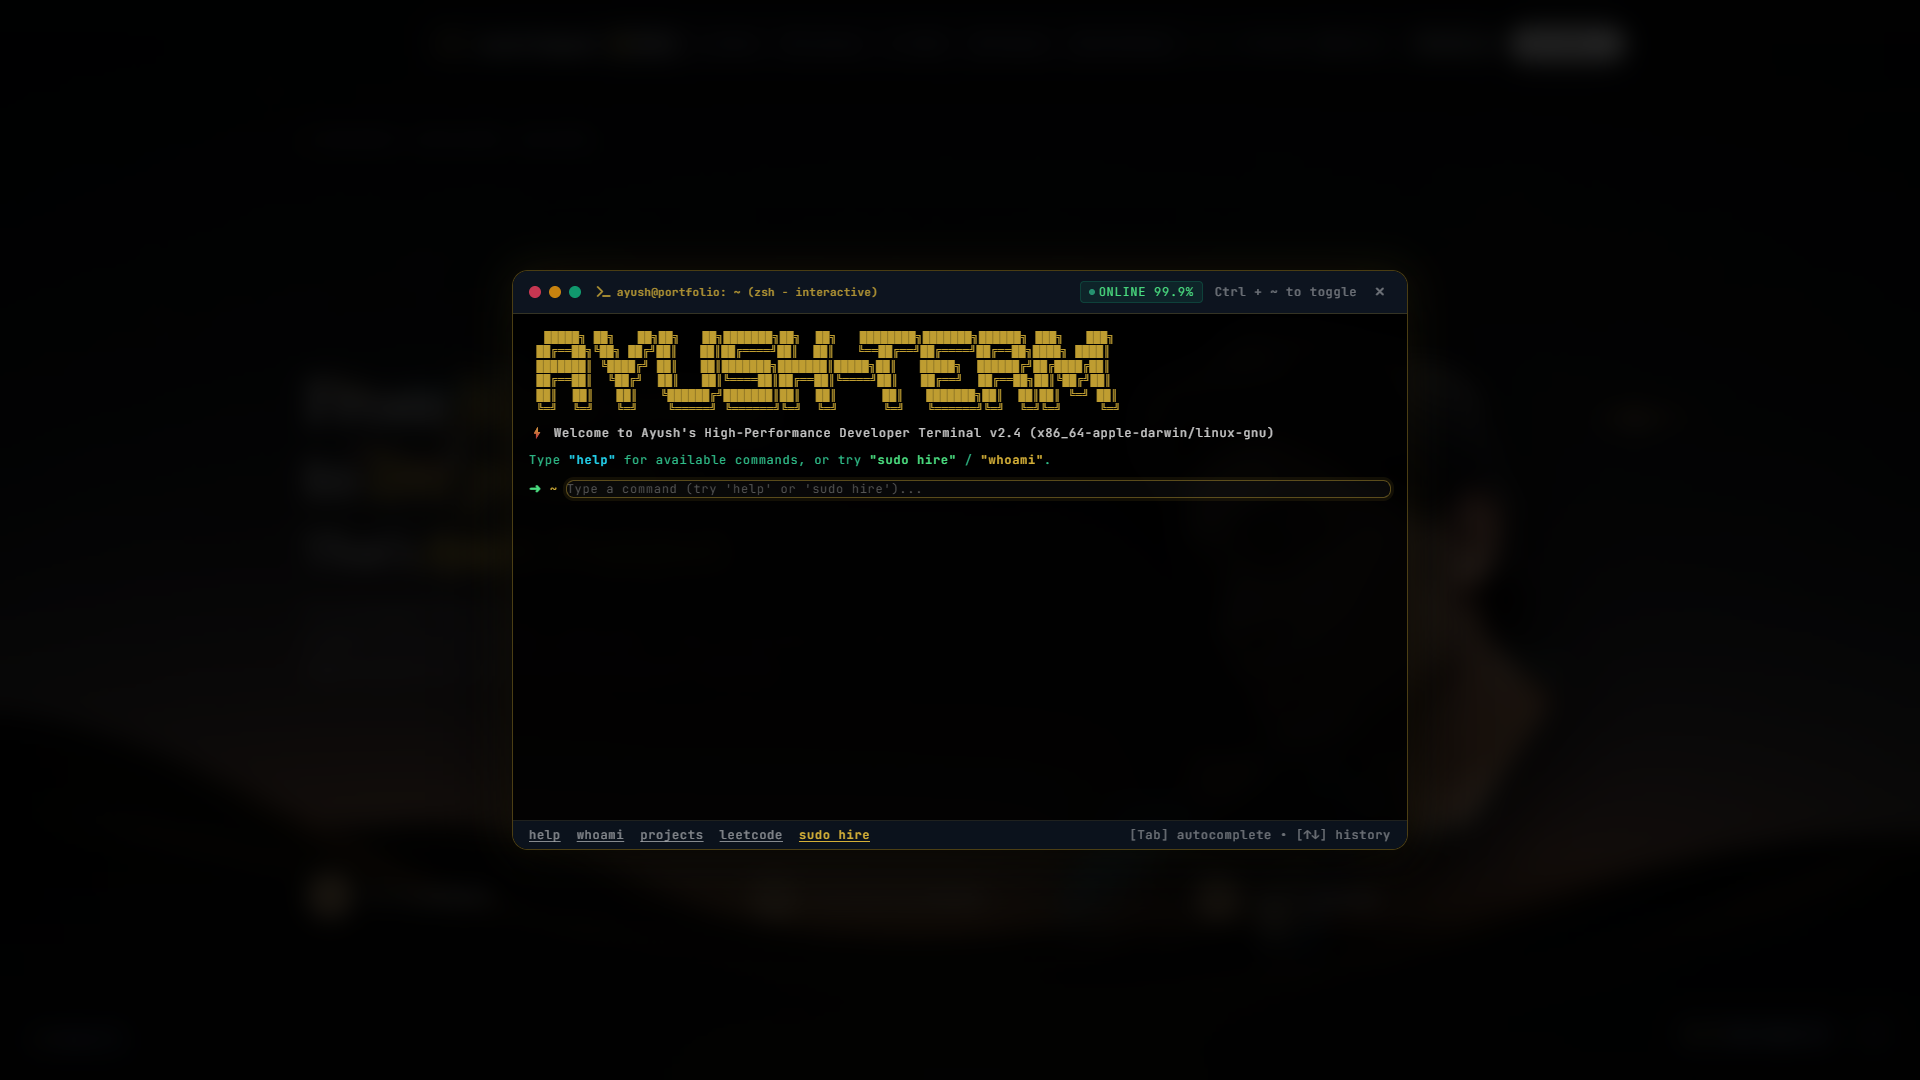 ayush@portfolio: ~ (zsh - interactive)
ONLINE 99.9%
Ctrl + ~ to toggle
×
⚡ Welcome to Ayush's High-Performance Developer Terminal v2.4 (x86_64-apple-darwin/linux-gnu)
Type "help" for available commands, or try "sudo hire" / "whoami".
➜ ~ Type a command (try 'help' or 'sudo hire')...
help whoami projects leetcode sudo hire
[Tab] autocomplete • [↑↓] history